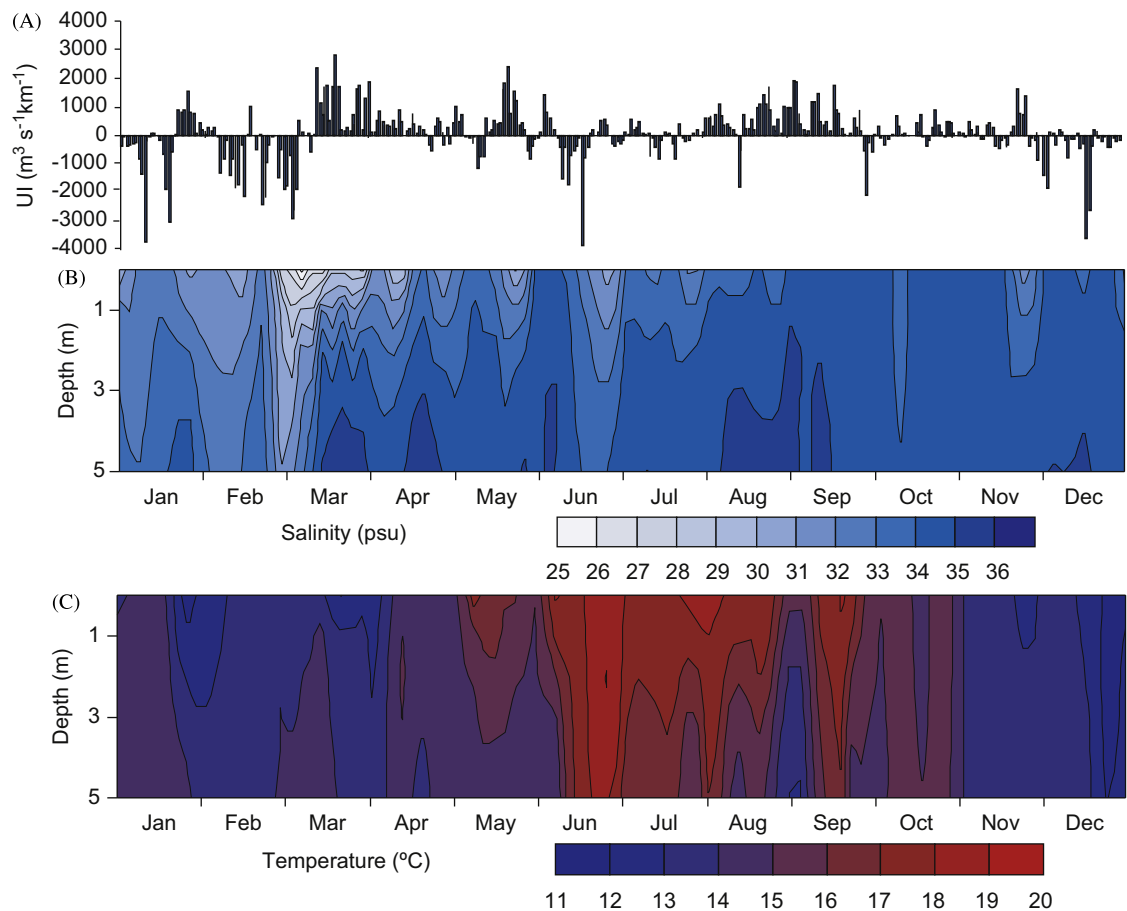 (A)
4000
3000
2000
1000
0
-1000
-2000
-3000
-4000
UI (m³ s⁻¹km⁻¹)
(B)
1
3
5
Depth (m)
Jan Feb Mar Apr May Jun Jul Aug Sep Oct Nov Dec
Salinity (psu)
25 26 27 28 29 30 31 32 33 34 35 36
(C)
1
3
5
Depth (m)
Jan Feb Mar Apr May Jun Jul Aug Sep Oct Nov Dec
Temperature (ºC)
11 12 13 14 15 16 17 18 19 20